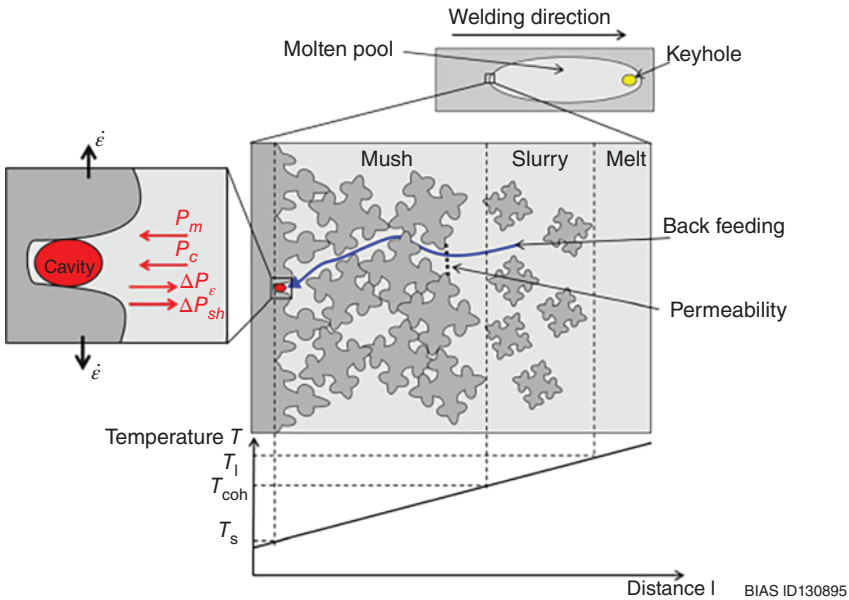 Welding direction
Molten pool
Keyhole
Mush
Slurry
Melt
ε̇
P_m
P_c
Cavity
ΔP_ε
ΔP_sh
ε̇
Back feeding
Permeability
Temperature T
T_l
T_coh
T_s
Distance l
BIAS ID130895